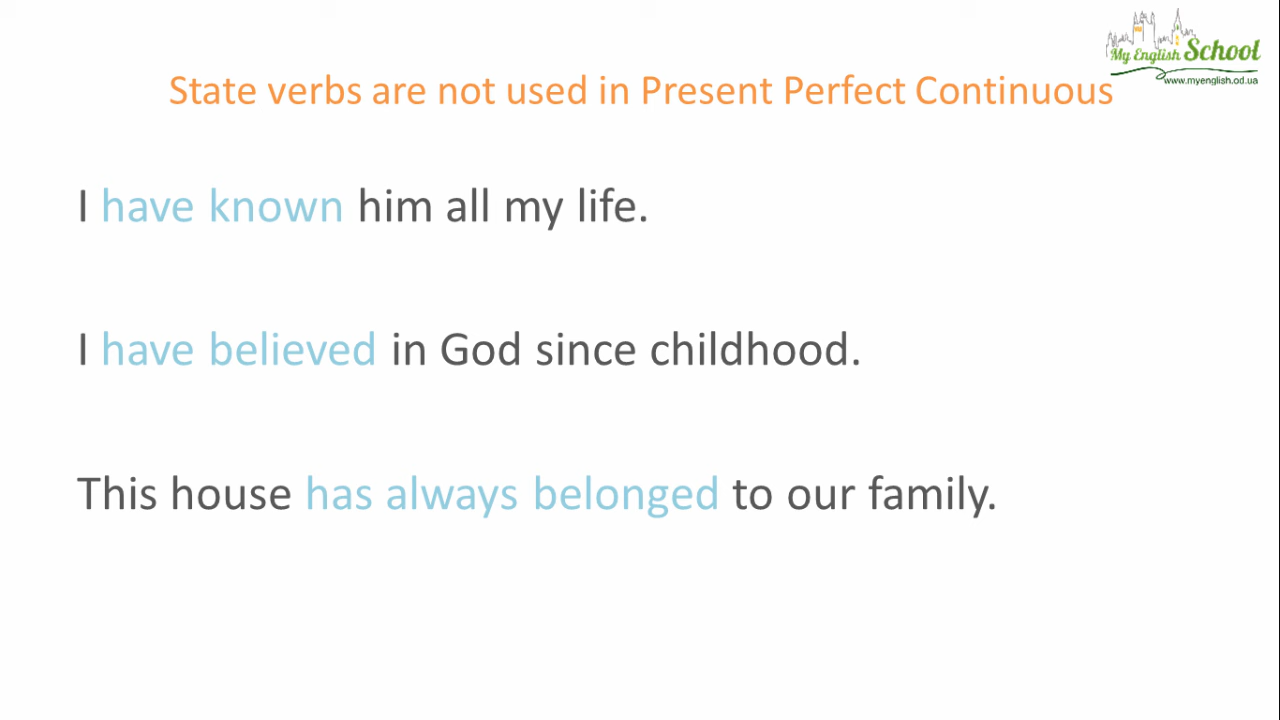 My English School
www.myenglish.od.ua
State verbs are not used in Present Perfect Continuous
I have known him all my life.
I have believed in God since childhood.
This house has always belonged to our family.